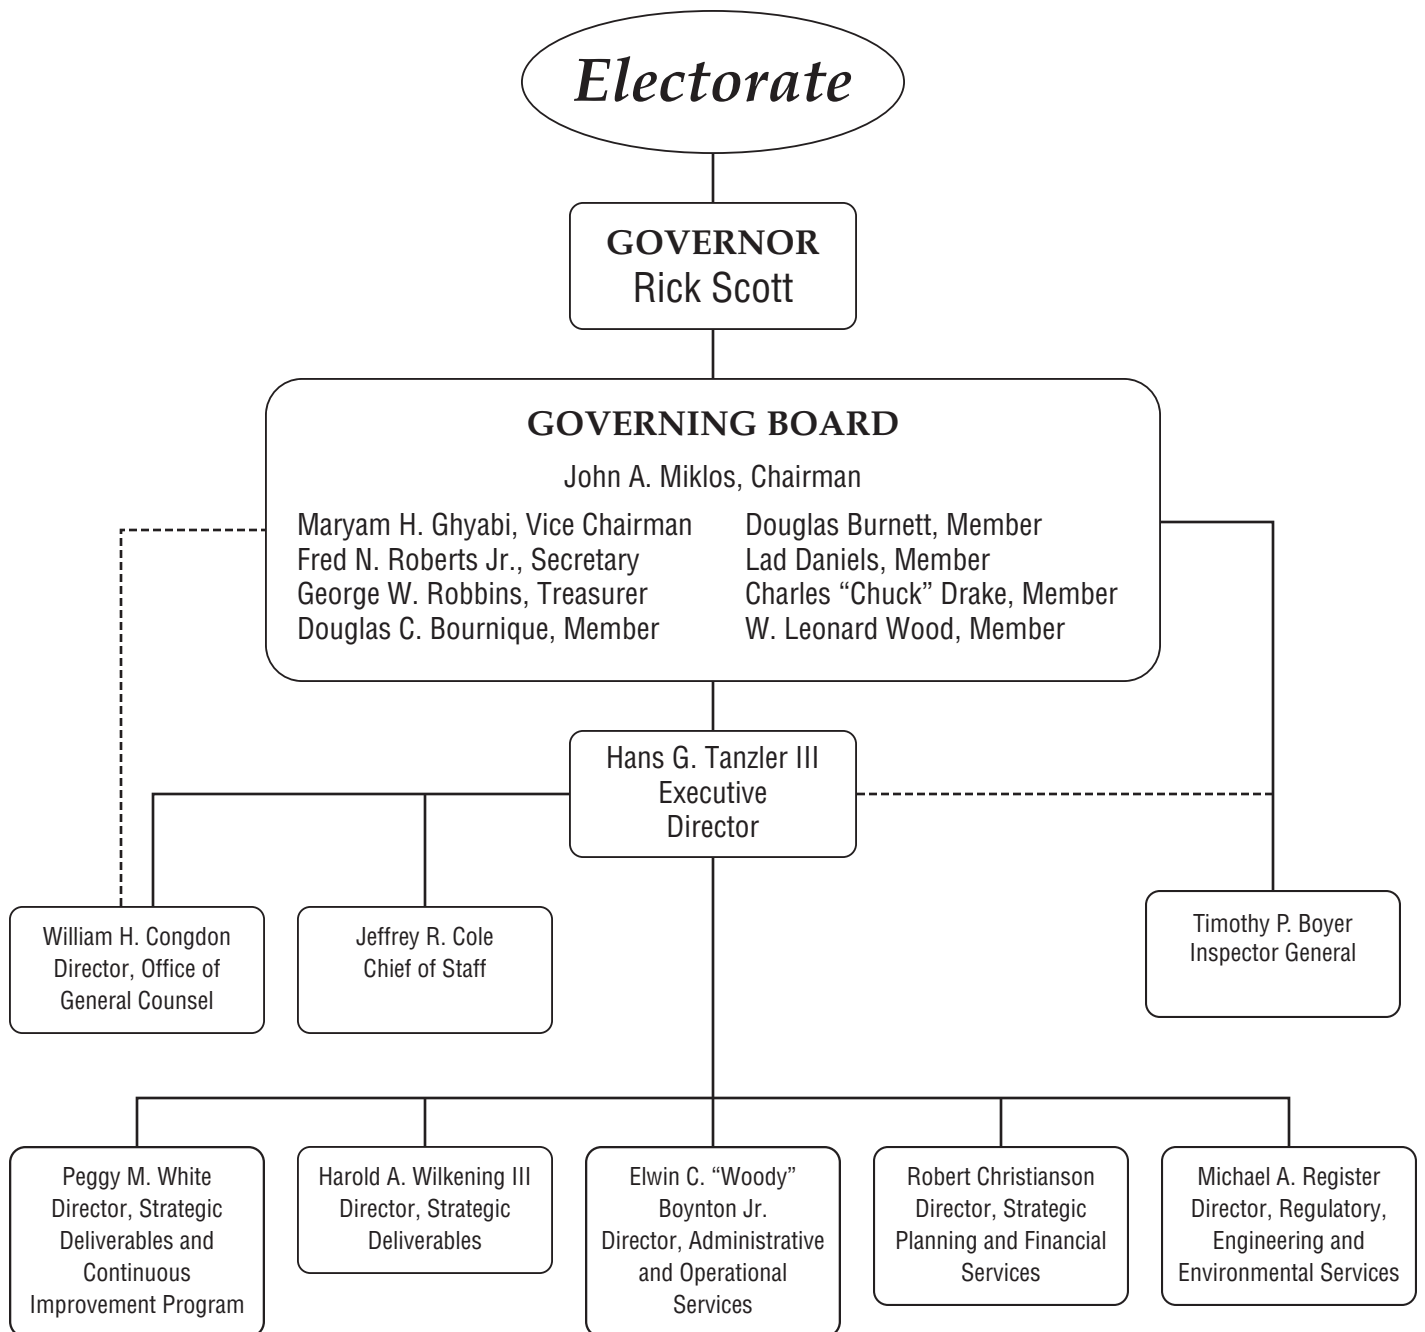 Electorate
GOVERNOR
Rick Scott
GOVERNING BOARD
John A. Miklos, Chairman
Maryam H. Ghyabi, Vice Chairman
Fred N. Roberts Jr., Secretary
George W. Robbins, Treasurer
Douglas C. Bournique, Member
Douglas Burnett, Member
Lad Daniels, Member
Charles “Chuck” Drake, Member
W. Leonard Wood, Member
Hans G. Tanzler III
Executive
Director
William H. Congdon
Director, Office of
General Counsel
Jeffrey R. Cole
Chief of Staff
Timothy P. Boyer
Inspector General
Peggy M. White
Director, Strategic
Deliverables and
Continuous
Improvement Program
Harold A. Wilkening III
Director, Strategic
Deliverables
Elwin C. “Woody”
Boynton Jr.
Director, Administrative
and Operational
Services
Robert Christianson
Director, Strategic
Planning and Financial
Services
Michael A. Register
Director, Regulatory,
Engineering and
Environmental Services